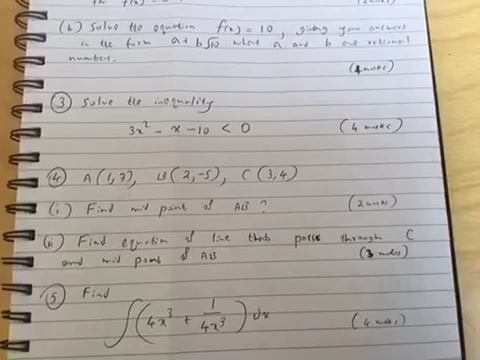 (b) Solve the equation f(x) = 10, giving your answers
in the form a + b√10 where a and b are rational
numbers.
(4 marks)
③ Solve the inequality
3x² - x - 10 < 0 (4 marks)
④ A(1,7), B(2,-5), C(3,4)
(i) Find mid point of AB ? (2 marks)
(ii) Find equation of line that pass through C
and mid point of AB (3 marks)
⑤ Find
∫(4x³ + 1/4x³) dx (4 marks)